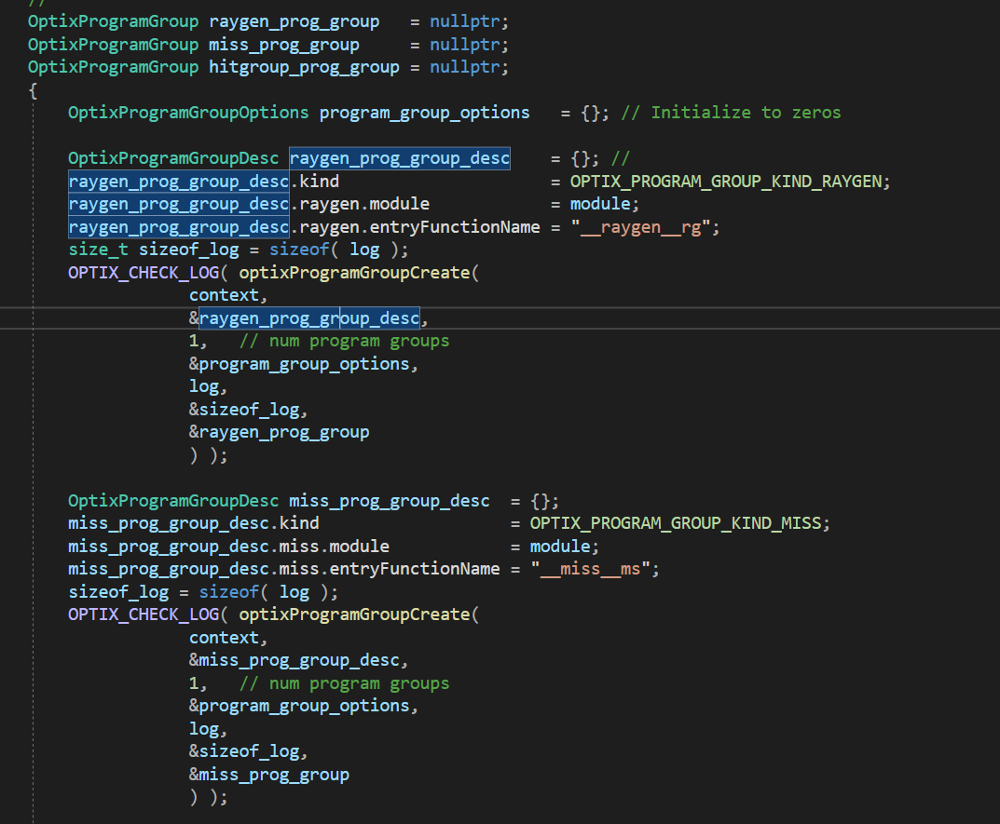 //
OptixProgramGroup raygen_prog_group   = nullptr;
OptixProgramGroup miss_prog_group     = nullptr;
OptixProgramGroup hitgroup_prog_group = nullptr;
{
    OptixProgramGroupOptions program_group_options   = {}; // Initialize to zeros

    OptixProgramGroupDesc raygen_prog_group_desc    = {}; //
    raygen_prog_group_desc.kind                     = OPTIX_PROGRAM_GROUP_KIND_RAYGEN;
    raygen_prog_group_desc.raygen.module            = module;
    raygen_prog_group_desc.raygen.entryFunctionName = "__raygen__rg";
    size_t sizeof_log = sizeof( log );
    OPTIX_CHECK_LOG( optixProgramGroupCreate(
                context,
                &raygen_prog_group_desc,
                1,   // num program groups
                &program_group_options,
                log,
                &sizeof_log,
                &raygen_prog_group
                ) );

    OptixProgramGroupDesc miss_prog_group_desc  = {};
    miss_prog_group_desc.kind                   = OPTIX_PROGRAM_GROUP_KIND_MISS;
    miss_prog_group_desc.miss.module            = module;
    miss_prog_group_desc.miss.entryFunctionName = "__miss__ms";
    sizeof_log = sizeof( log );
    OPTIX_CHECK_LOG( optixProgramGroupCreate(
                context,
                &miss_prog_group_desc,
                1,   // num program groups
                &program_group_options,
                log,
                &sizeof_log,
                &miss_prog_group
                ) );